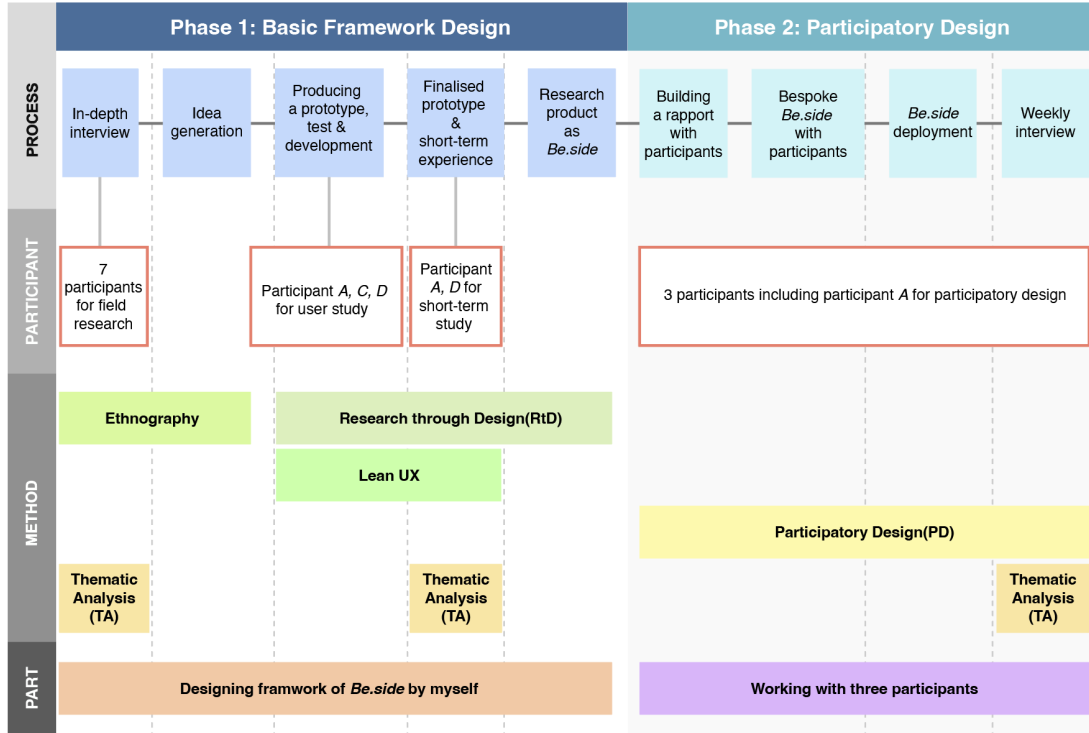 Phase 1: Basic Framework Design
Phase 2: Participatory Design
PROCESS
In-depth
interview
Idea
generation
Producing
a prototype,
test &
development
Finalised
prototype
&
short-term
experience
Research
product
as
Be.side
Building
a rapport
with
participants
Bespoke
Be.side
with
participants
Be.side
deployment
Weekly
interview
PARTICIPANT
7
participants
for field
research
Participant A, C, D
for user study
Participant
A, D for
short-term
study
3 participants including participant A for participatory design
METHOD
Ethnography
Research through Design(RtD)
Lean UX
Participatory Design(PD)
Thematic
Analysis
(TA)
Thematic
Analysis
(TA)
Thematic
Analysis
(TA)
PART
Designing framwork of Be.side by myself
Working with three participants